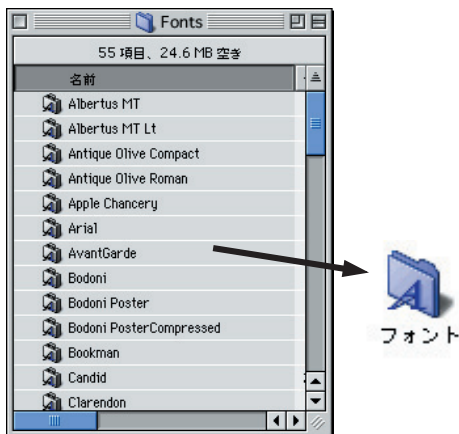 Fonts
55 項目、24.6 MB 空き
名前
Albertus MT
Albertus MT Lt
Antique Olive Compact
Antique Olive Roman
Apple Chancery
Arial
AvantGarde
Bodoni
Bodoni Poster
Bodoni PosterCompressed
Bookman
Candid
Clarendon
フォント